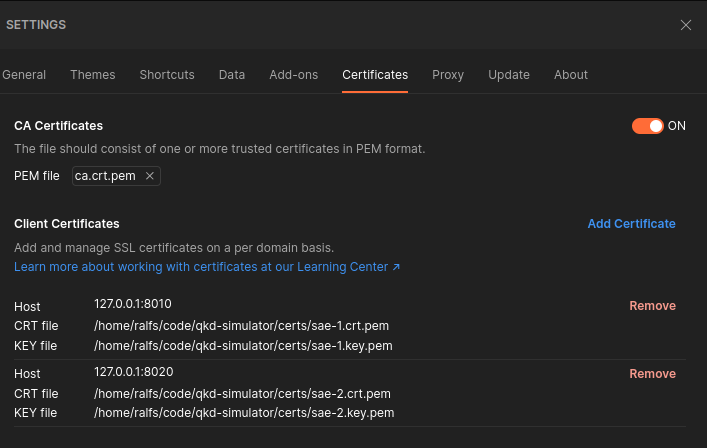 SETTINGS
General Themes Shortcuts Data Add-ons Certificates Proxy Update About
CA Certificates ON
The file should consist of one or more trusted certificates in PEM format.
PEM file ca.crt.pem
Client Certificates Add Certificate
Add and manage SSL certificates on a per domain basis.
Learn more about working with certificates at our Learning Center ↗
Host 127.0.0.1:8010 Remove
CRT file /home/ralfs/code/qkd-simulator/certs/sae-1.crt.pem
KEY file /home/ralfs/code/qkd-simulator/certs/sae-1.key.pem
Host 127.0.0.1:8020 Remove
CRT file /home/ralfs/code/qkd-simulator/certs/sae-2.crt.pem
KEY file /home/ralfs/code/qkd-simulator/certs/sae-2.key.pem